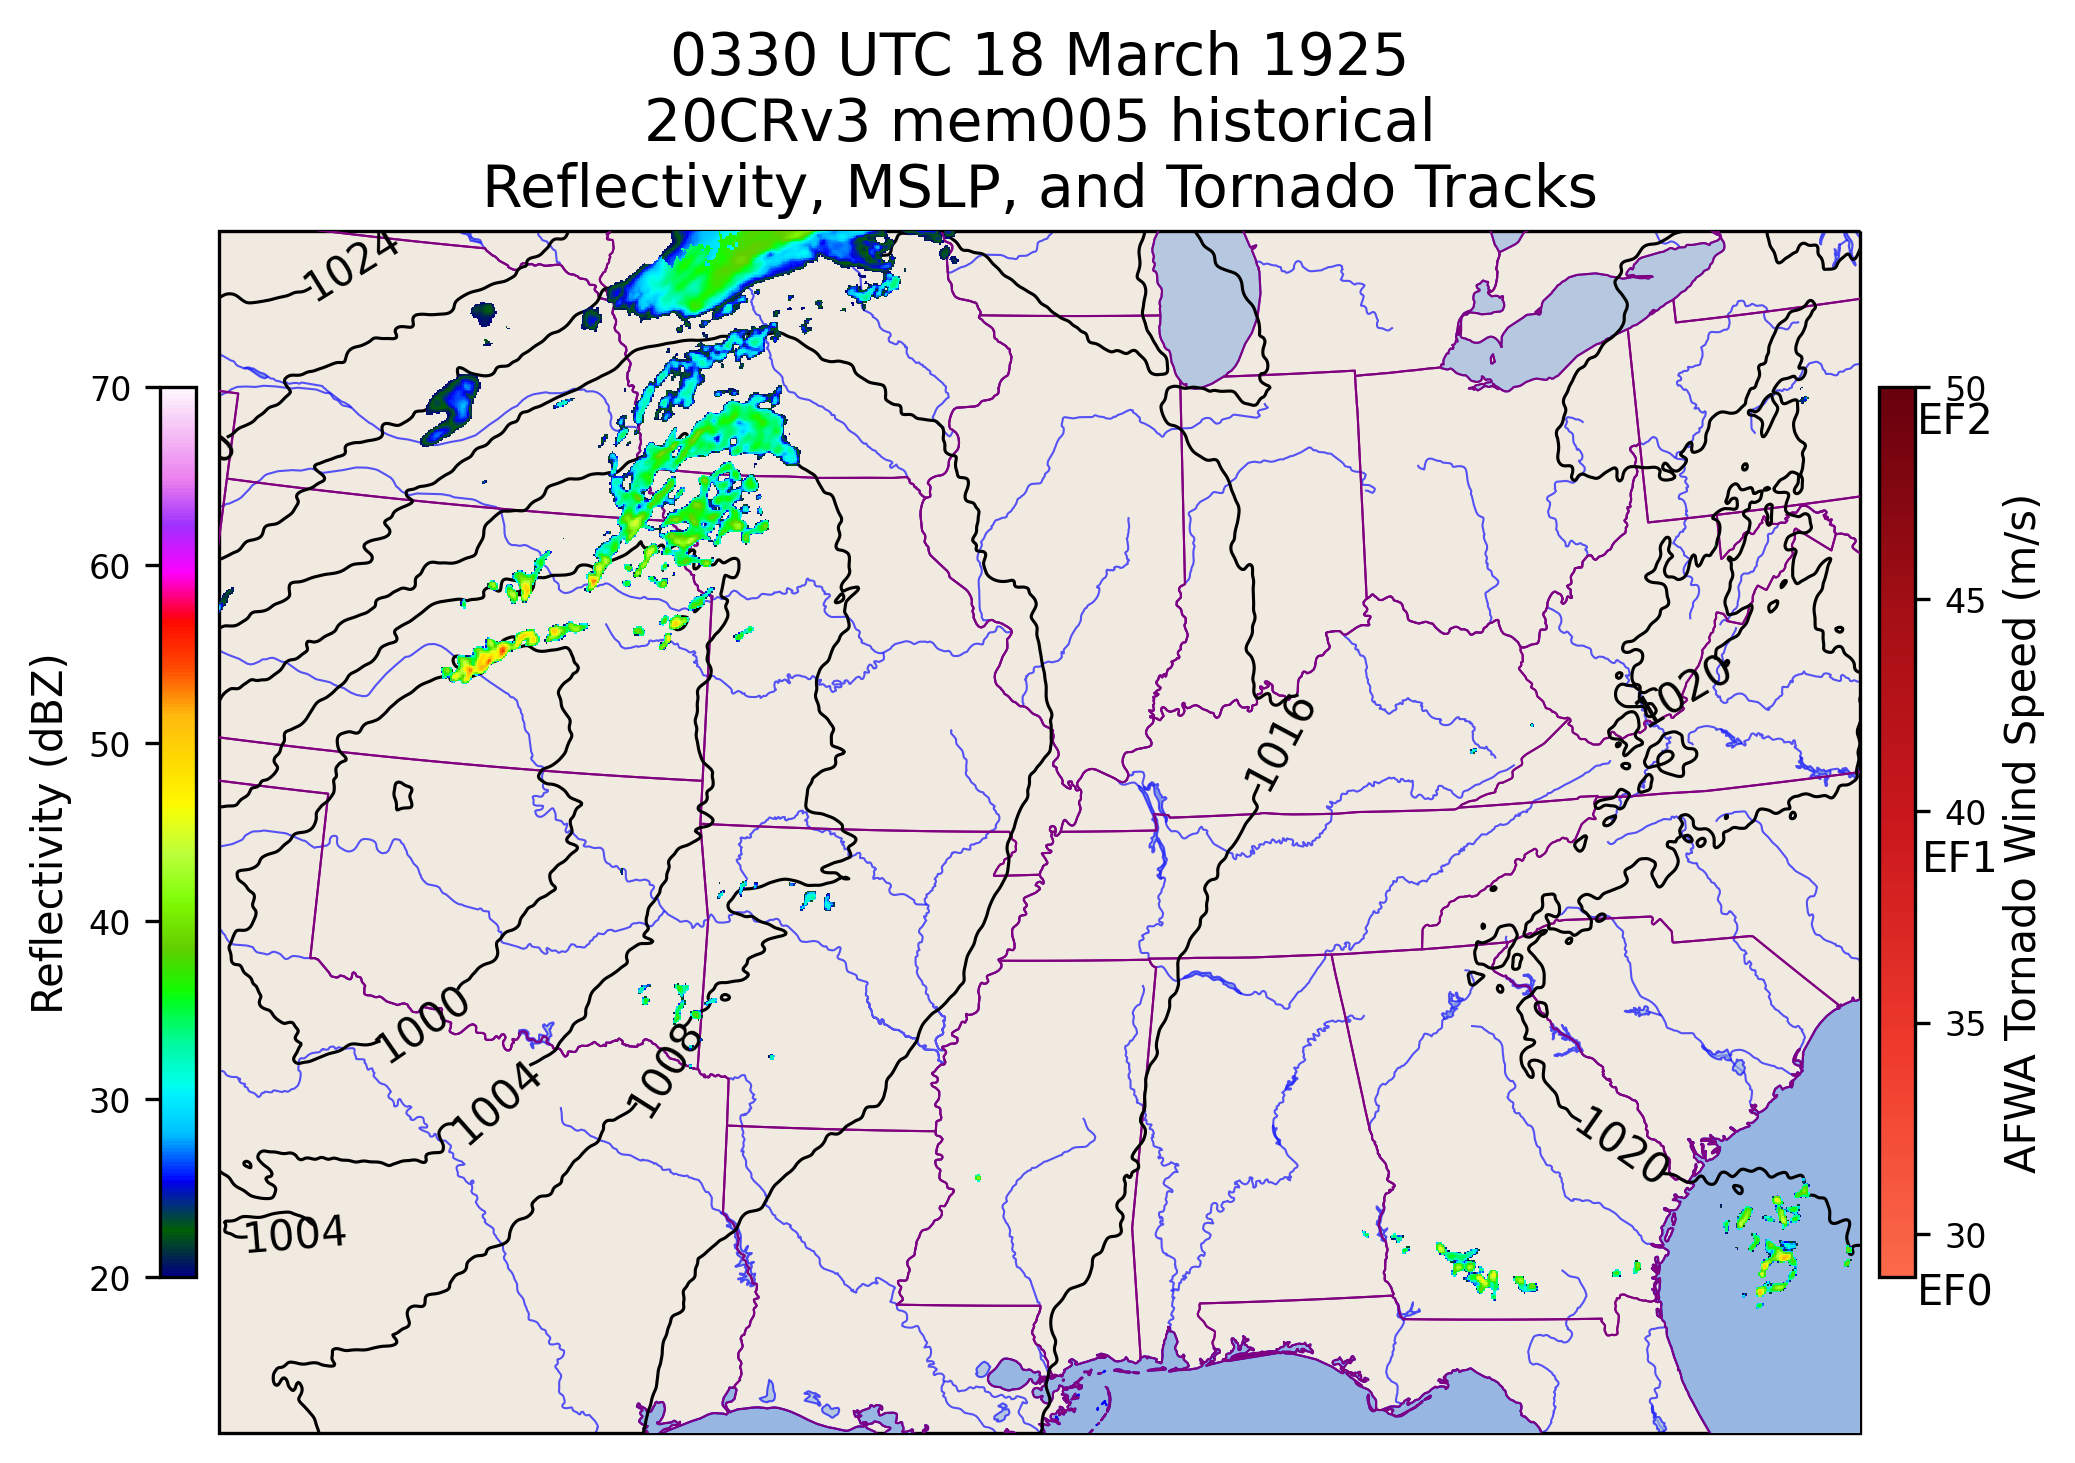 0330 UTC 18 March 1925
20CRv3 mem005 historical
Reflectivity, MSLP, and Tornado Tracks
1024
70
60
50
40
30
20
Reflectivity (dBZ)
1020
1016
1000
1004
1008
1020
1004
50
EF2
45
40
EF1
35
30
EF0
AFWA Tornado Wind Speed (m/s)